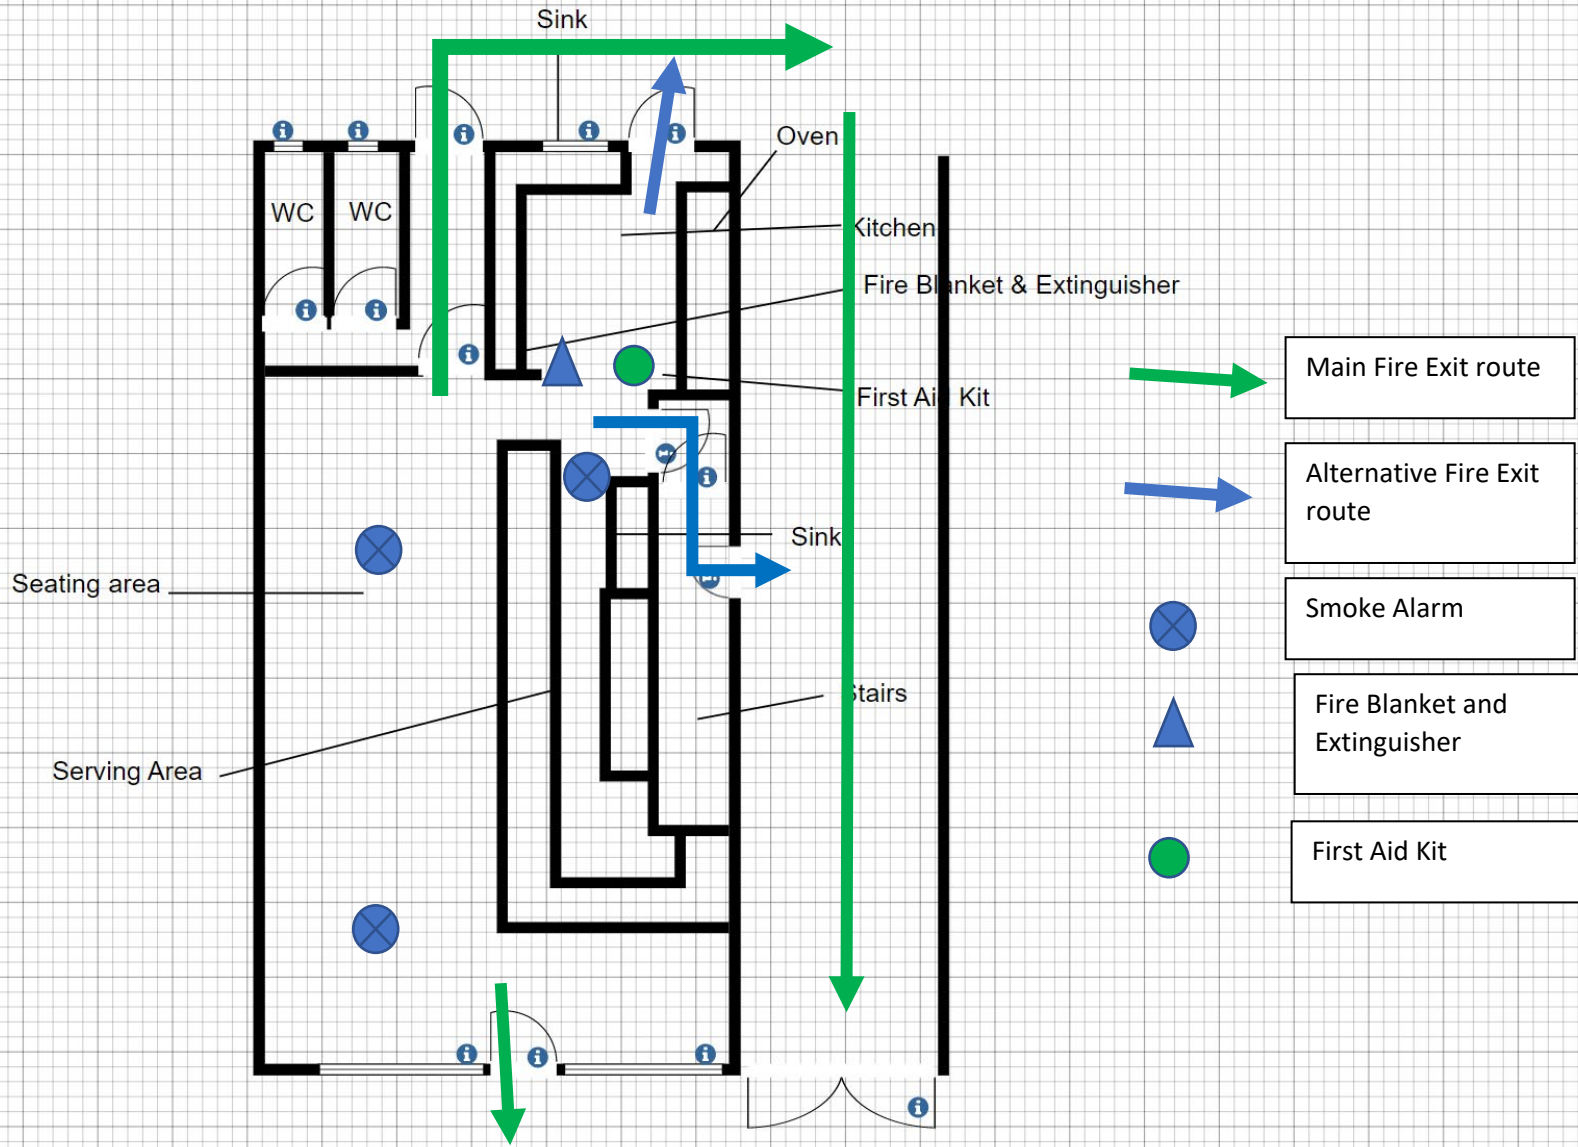 Sink
Oven
WC
WC
Kitchen
Fire Blanket & Extinguisher
Main Fire Exit route
First Aid Kit
Alternative Fire Exit
route
Sink
Seating area
Smoke Alarm
Stairs
Fire Blanket and
Extinguisher
Serving Area
First Aid Kit